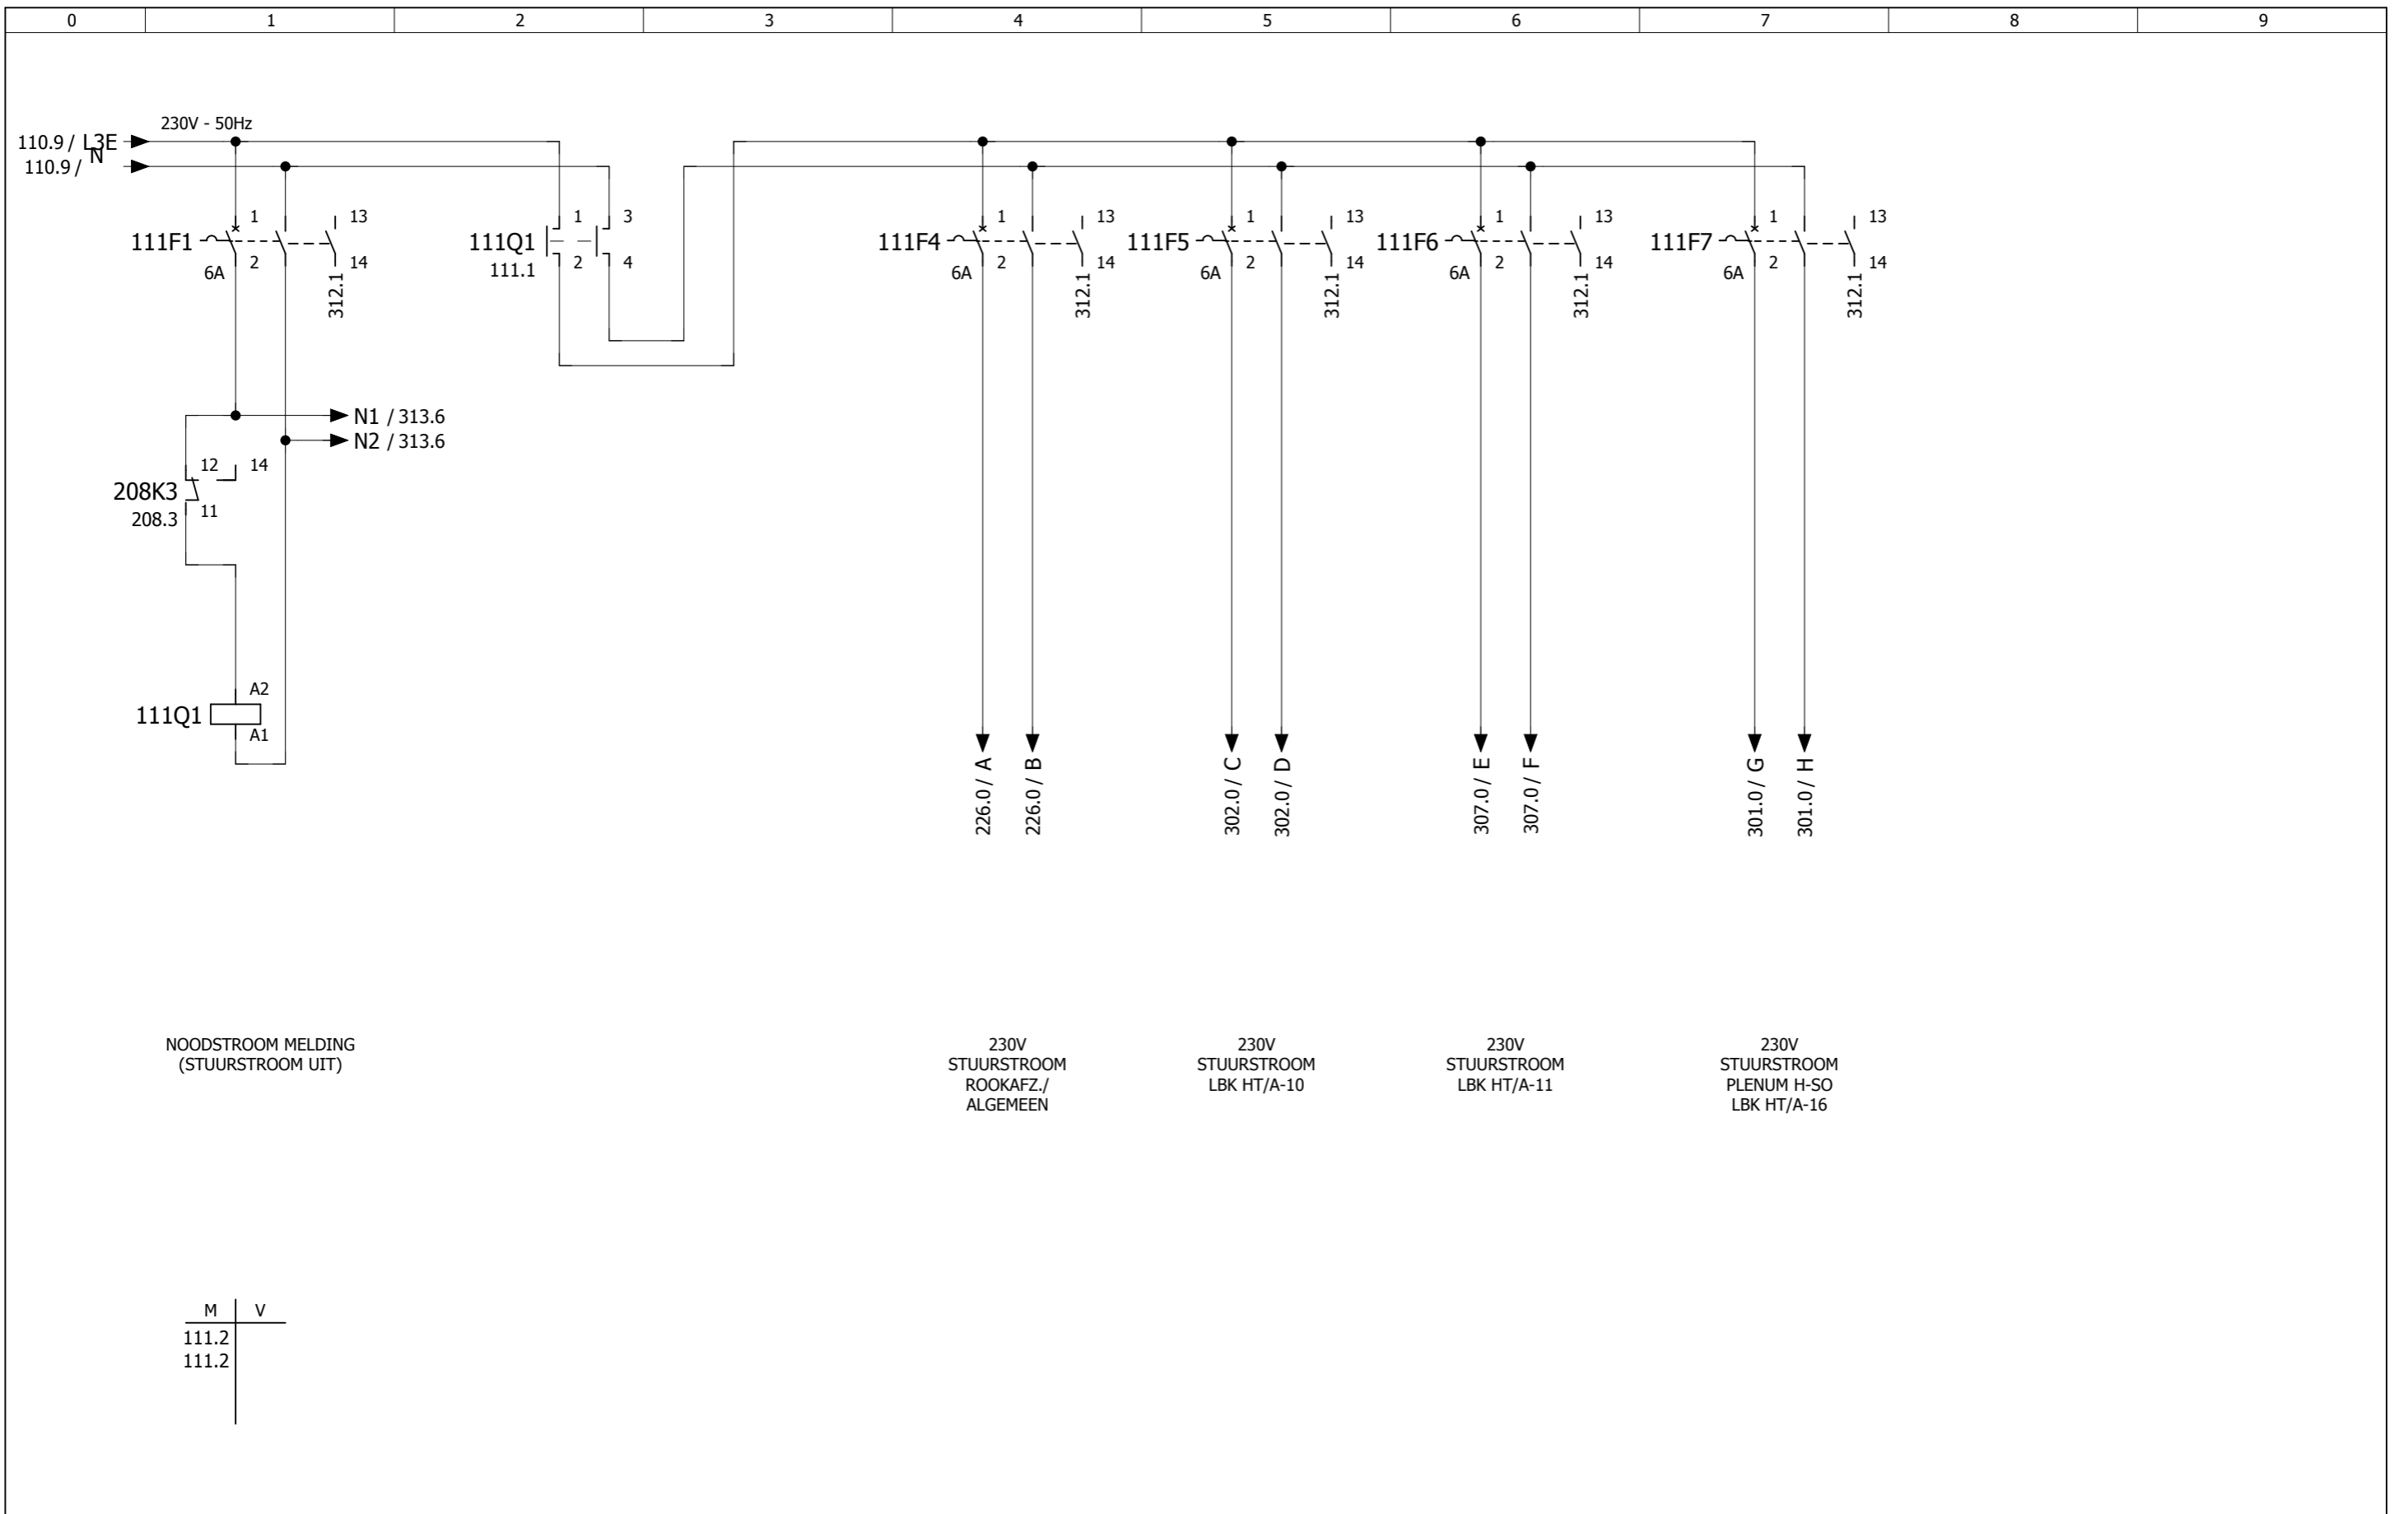 0 1 2 3 4 5 6 7 8 9
230V - 50Hz
110.9 / L3E
110.9 / N
111F1 1 2 13 14 6A 312.1
111Q1 1 2 3 4 111.1
111F4 1 2 13 14 6A 312.1
111F5 1 2 13 14 6A 312.1
111F6 1 2 13 14 6A 312.1
111F7 1 2 13 14 6A 312.1
N1 / 313.6
N2 / 313.6
12 14
208K3
208.3 11
A2
111Q1
A1
226.0 / A
226.0 / B
302.0 / C
302.0 / D
307.0 / E
307.0 / F
301.0 / G
301.0 / H
NOODSTROOM MELDING
(STUURSTROOM UIT)
230V
STUURSTROOM
ROOKAFZ./
ALGEMEEN
230V
STUURSTROOM
LBK HT/A-10
230V
STUURSTROOM
LBK HT/A-11
230V
STUURSTROOM
PLENUM H-SO
LBK HT/A-16
M V
111.2
111.2